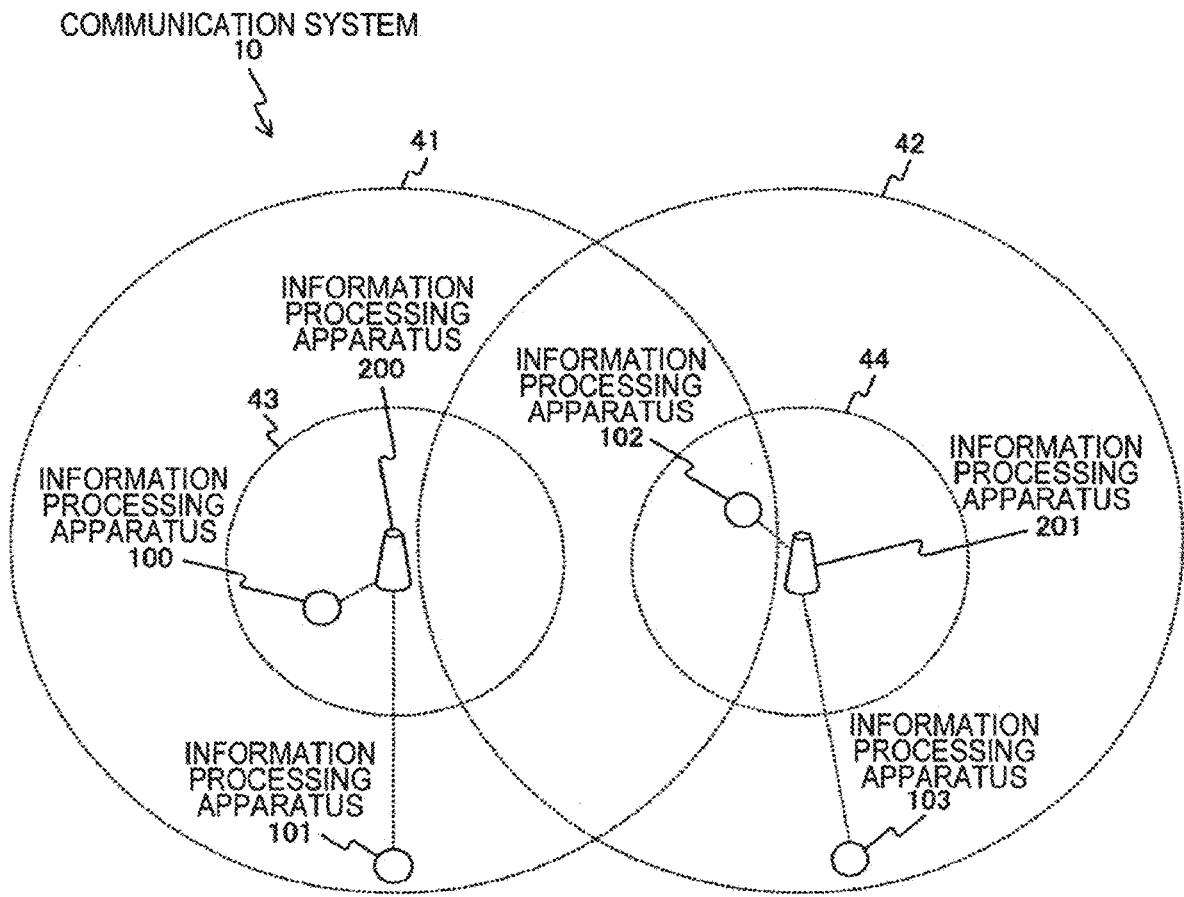 COMMUNICATION SYSTEM
10
41
42
INFORMATION
PROCESSING
APPARATUS
200
INFORMATION
PROCESSING
APPARATUS
102
44
43
INFORMATION
PROCESSING
APPARATUS
201
INFORMATION
PROCESSING
APPARATUS
100
INFORMATION
PROCESSING
APPARATUS
103
INFORMATION
PROCESSING
APPARATUS
101